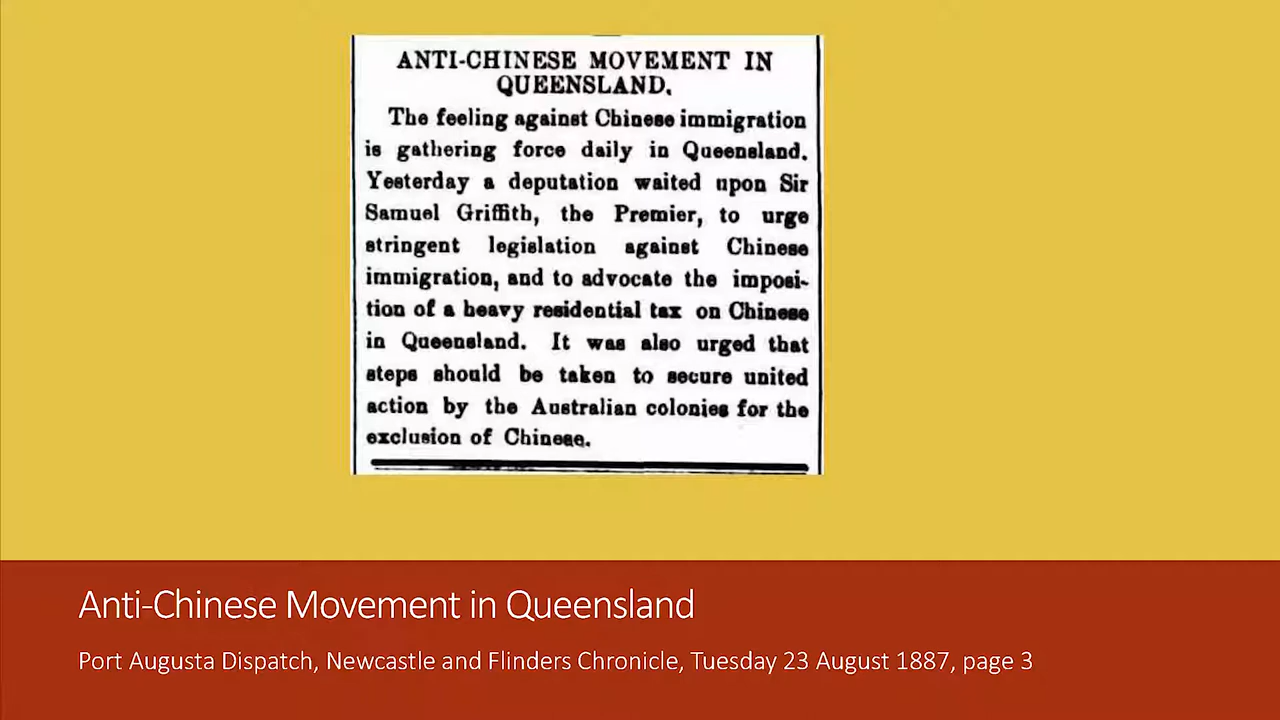 ANTI-CHINESE MOVEMENT IN
QUEENSLAND.
The feeling against Chinese immigration
is gathering force daily in Queensland.
Yesterday a deputation waited upon Sir
Samuel Griffith, the Premier, to urge
stringent legislation against Chinese
immigration, and to advocate the imposi-
tion of a heavy residential tax on Chinese
in Queensland. It was also urged that
steps should be taken to secure united
action by the Australian colonies for the
exclusion of Chinese.
Anti-Chinese Movement in Queensland
Port Augusta Dispatch, Newcastle and Flinders Chronicle, Tuesday 23 August 1887, page 3